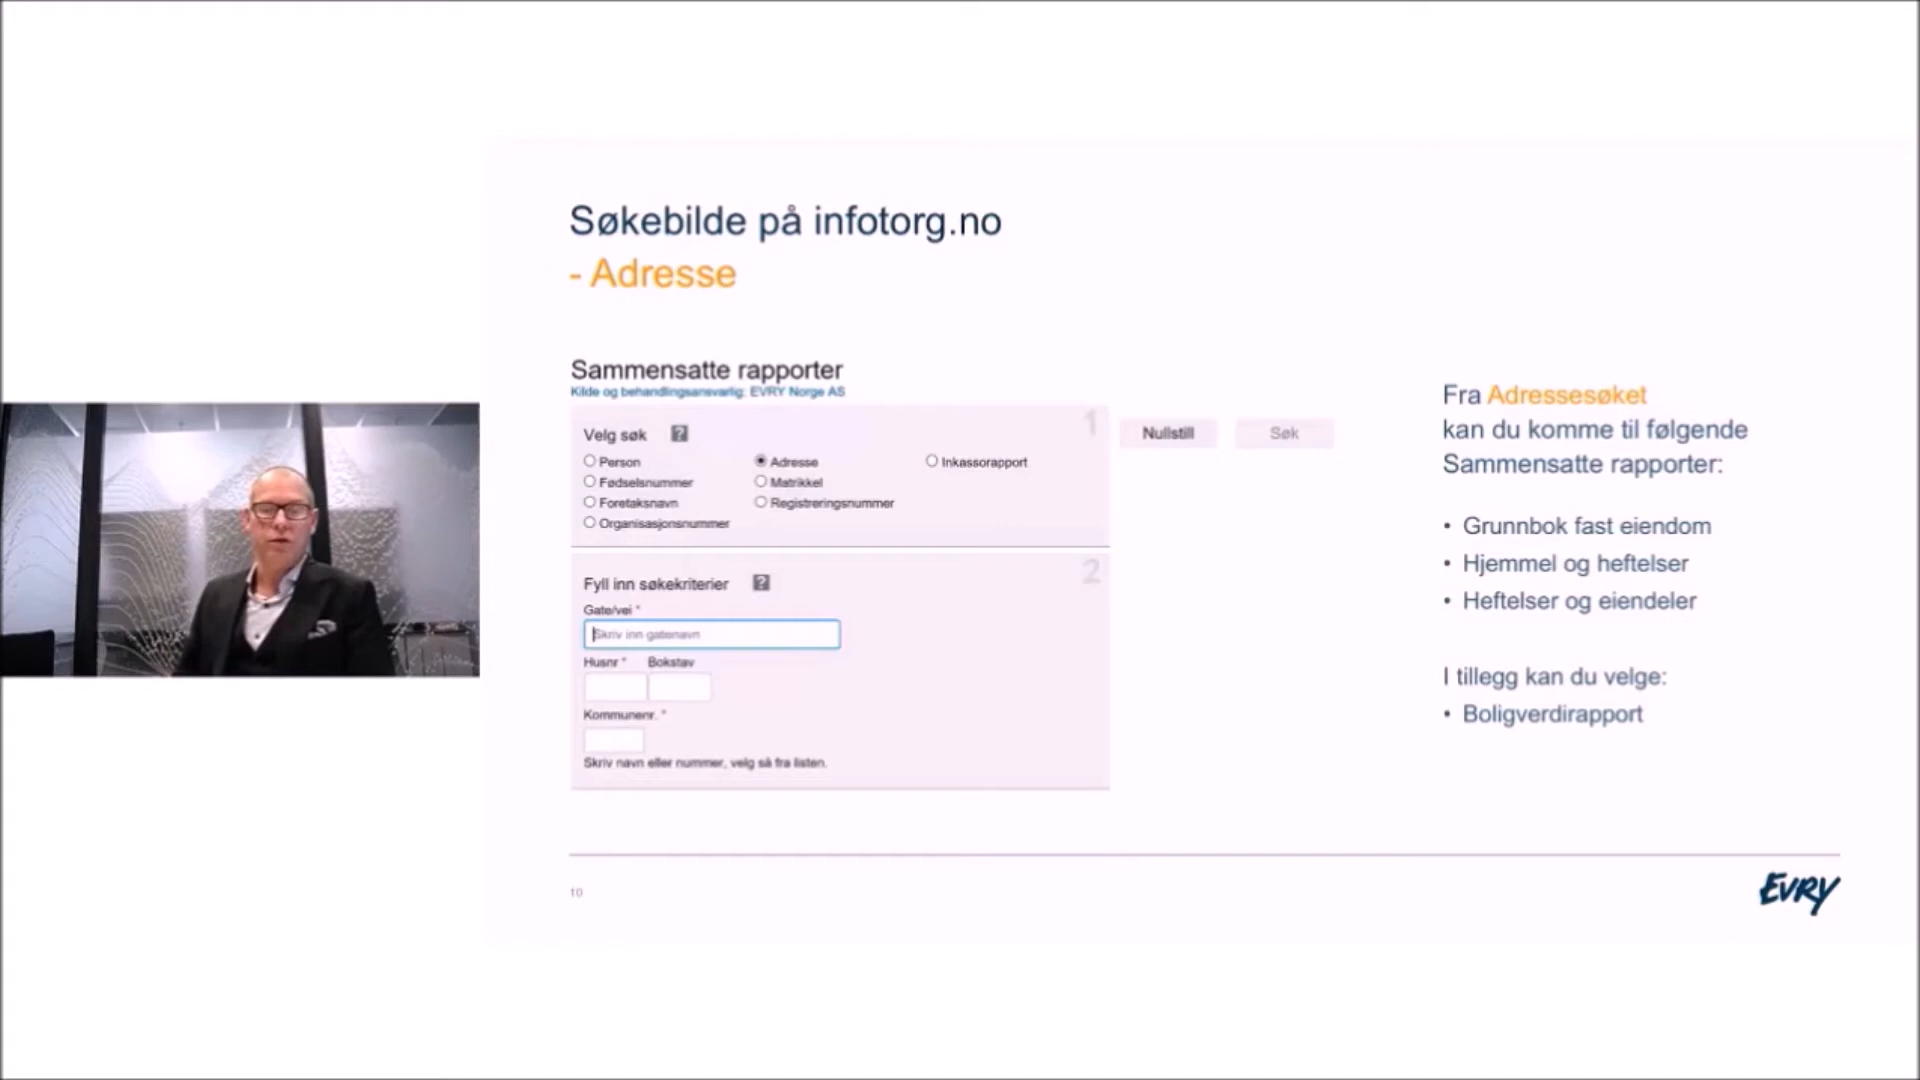 Søkebilde på infotorg.no
- Adresse
Sammensatte rapporter
Kilde og behandlingsansvarlig: EVRY Norge AS
1
Velg søk ?
Person
Adresse
Inkassorapport
Fødselsnummer
Matrikkel
Foretaksnavn
Registreringsnummer
Organisasjonsnummer
Nullstill
Søk
2
Fyll inn søkekriterier ?
Gate/vei *
Skriv inn gatenavn
Husnr * Bokstav
Kommunenr. *
Skriv navn eller nummer, velg så fra listen.
Fra Adressesøket
kan du komme til følgende
Sammensatte rapporter:
• Grunnbok fast eiendom
• Hjemmel og heftelser
• Heftelser og eiendeler
I tillegg kan du velge:
• Boligverdirapport
10
EVRY